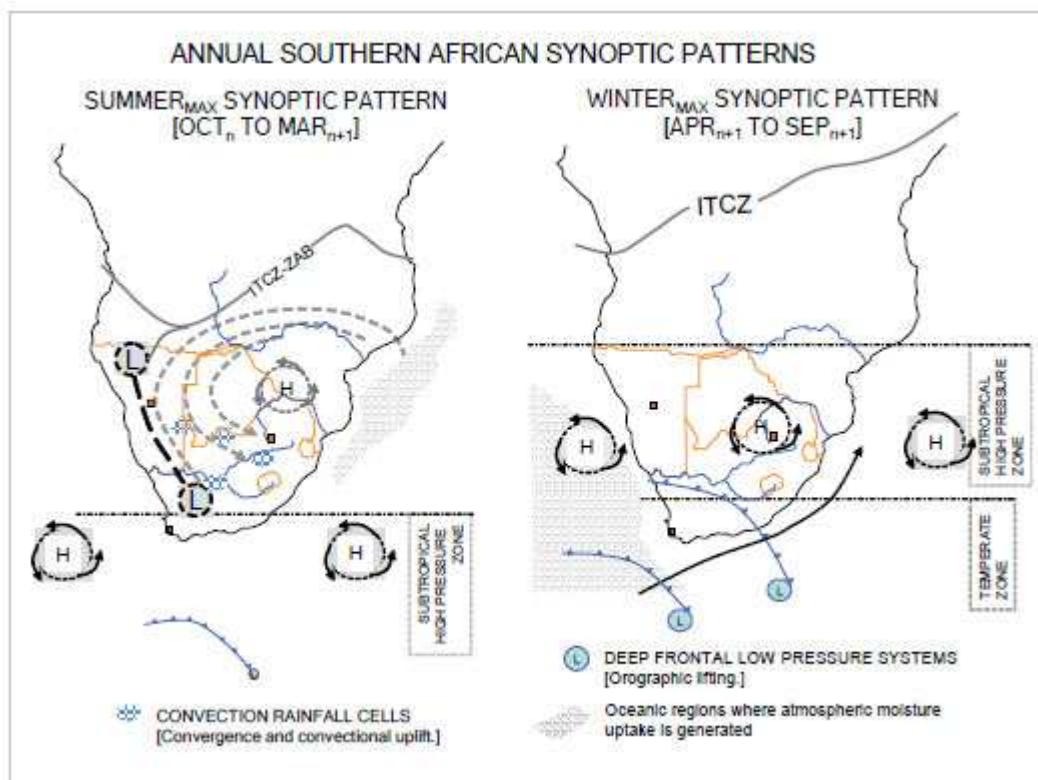 ANNUAL SOUTHERN AFRICAN SYNOPTIC PATTERNS
SUMMERMAX SYNOPTIC PATTERN
[OCTn TO MARn+1]
ITCZ-ZAB
L
H
L
H
H
SUBTROPICAL
HIGH PRESSURE
ZONE
CONVECTION RAINFALL CELLS
[Convergence and convectional uplift.]
WINTERMAX SYNOPTIC PATTERN
[APRn+1 TO SEPn+1]
ITCZ
H
H
H
SUBTROPICAL
HIGH PRESSURE
ZONE
TEMPERATE
ZONE
L
L
L
DEEP FRONTAL LOW PRESSURE SYSTEMS
[Orographic lifting.]
Oceanic regions where atmospheric moisture
uptake is generated